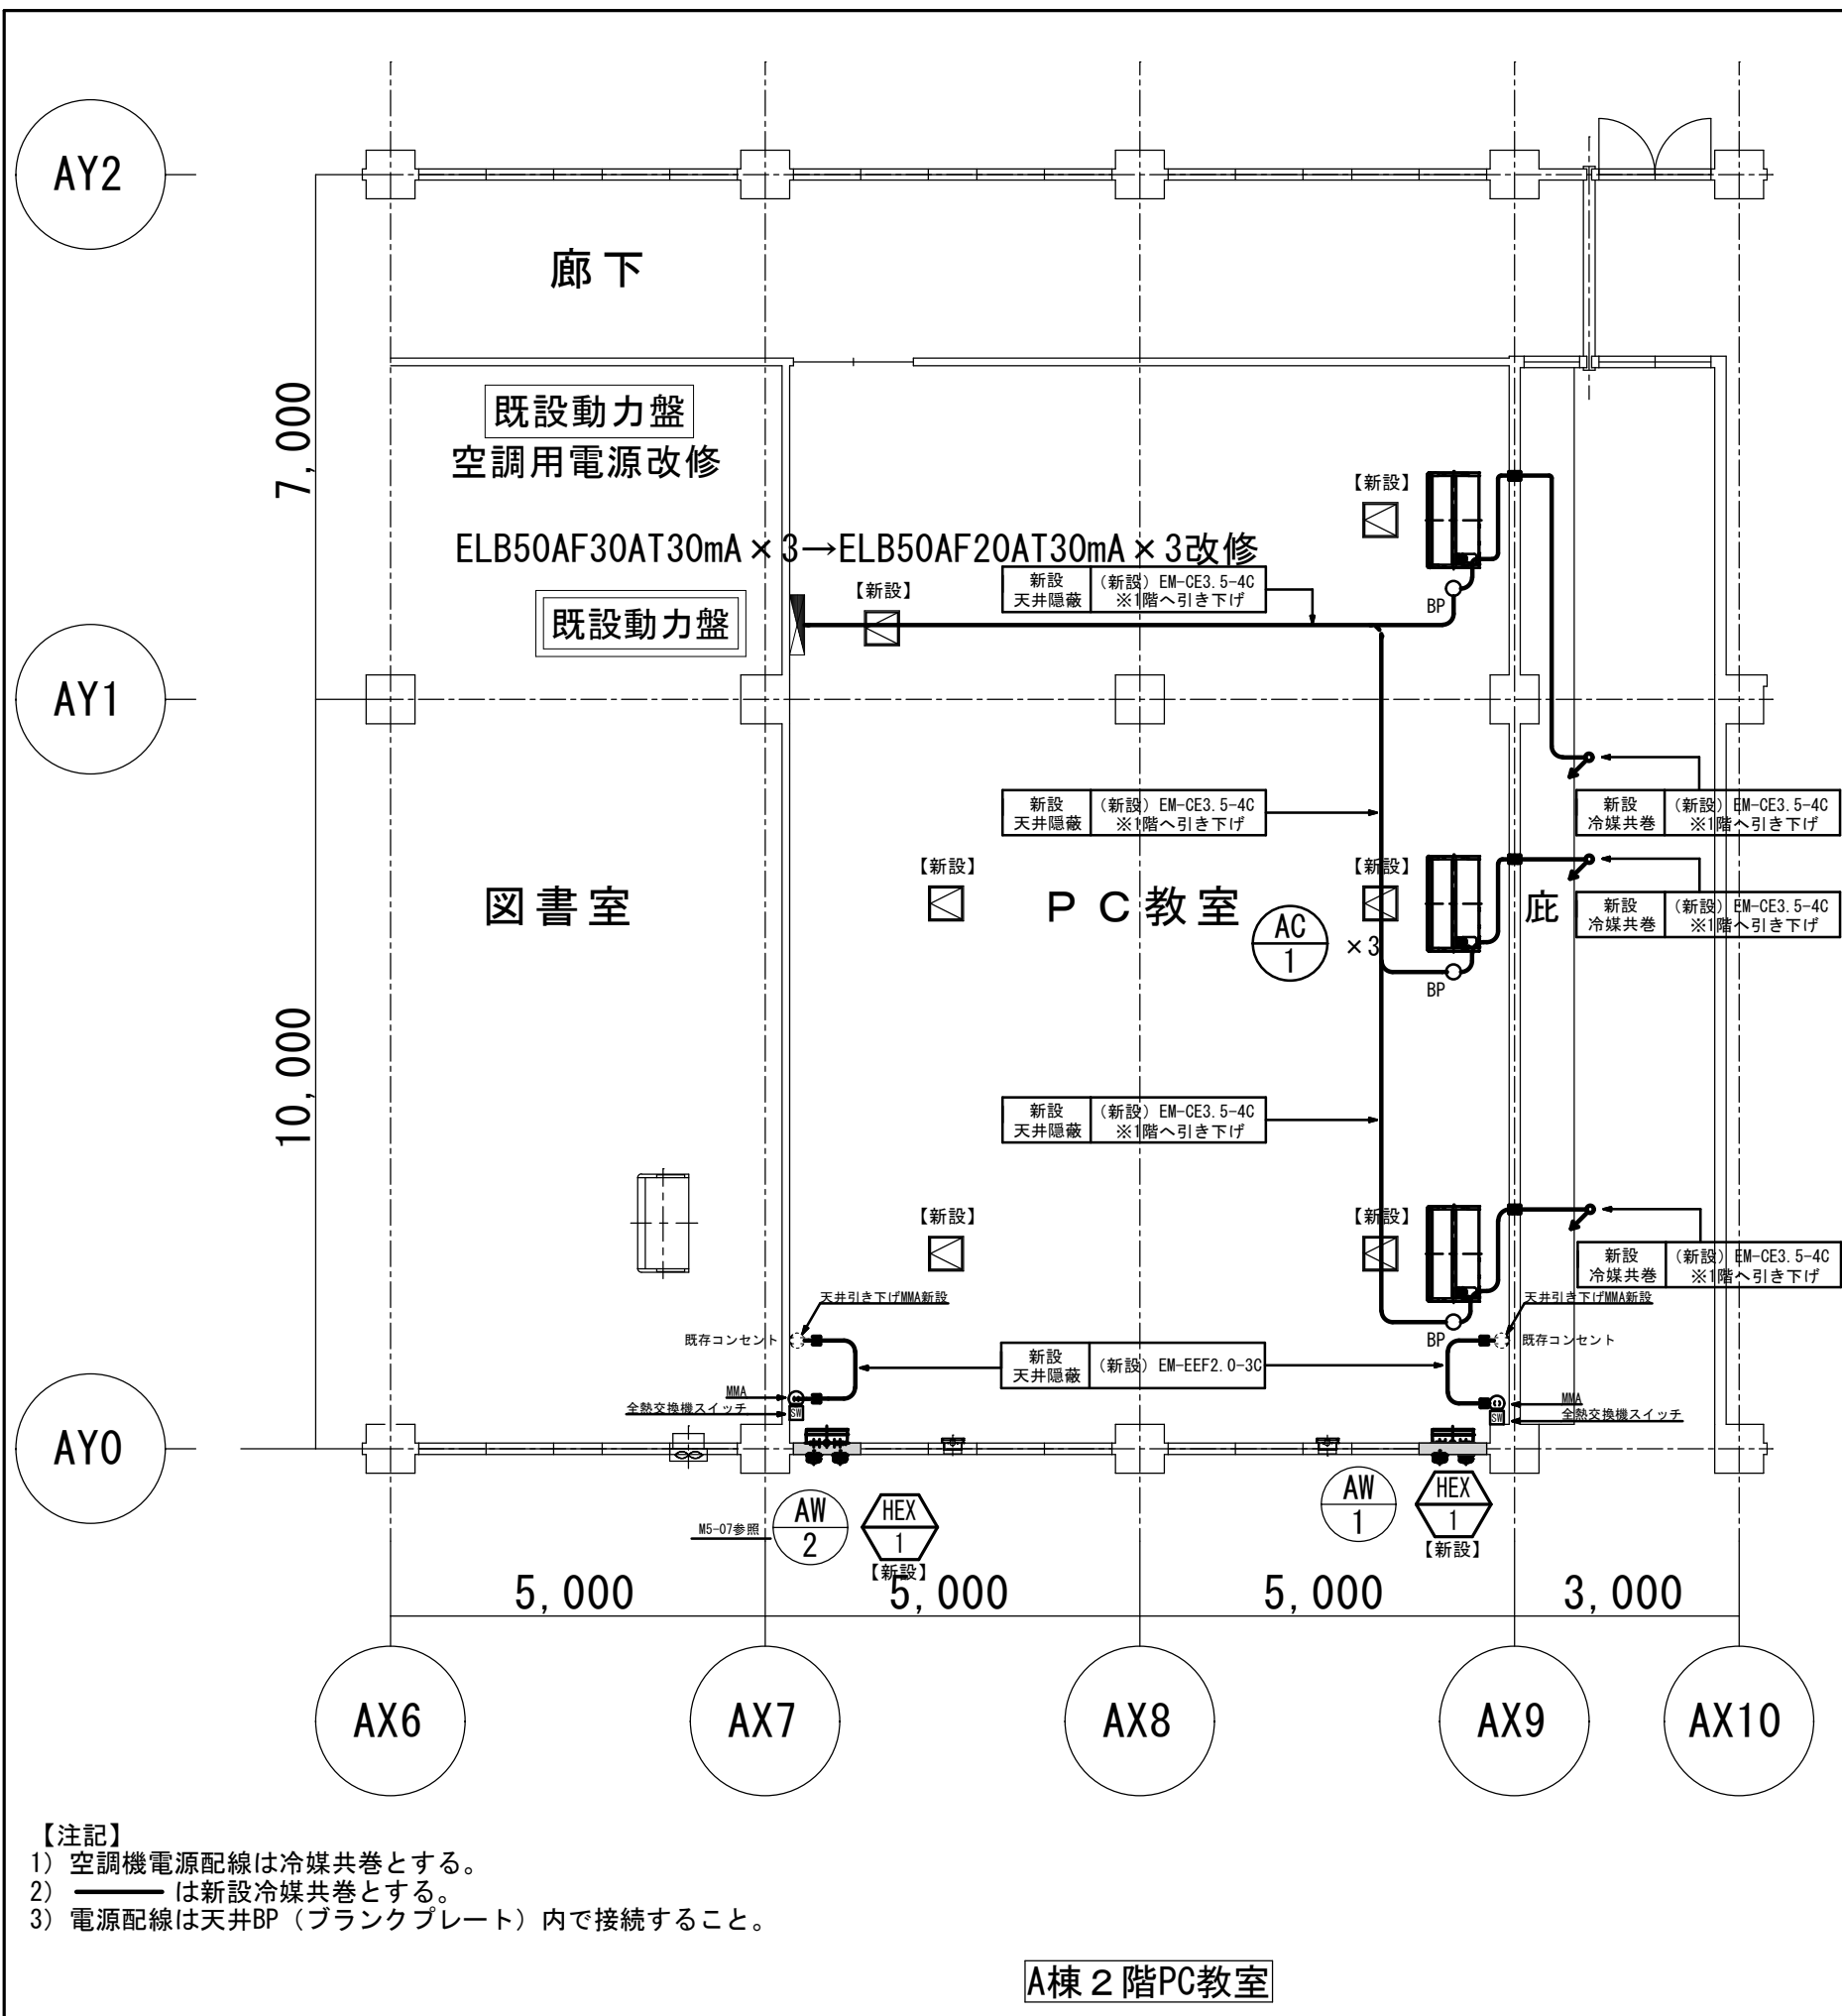 AY2
廊下
7,000
既設動力盤
空調用電源改修
【新設】
ELB50AF30AT30mA×3→ELB50AF20AT30mA×3改修
新設
天井隠蔽
(新設) EM-CE3.5-4C
※1階へ引き下げ
【新設】
既設動力盤
BP
AY1
新設
天井隠蔽
(新設) EM-CE3.5-4C
※1階へ引き下げ
新設
冷媒共巻
(新設) EM-CE3.5-4C
※1階へ引き下げ
【新設】
【新設】
図書室
PC教室
AC
1
×3
庇
新設
冷媒共巻
(新設) EM-CE3.5-4C
※1階へ引き下げ
BP
10,000
新設
天井隠蔽
(新設) EM-CE3.5-4C
※1階へ引き下げ
【新設】
【新設】
新設
冷媒共巻
(新設) EM-CE3.5-4C
※1階へ引き下げ
天井引き下げMMA新設
天井引き下げMMA新設
既存コンセント
BP
既存コンセント
新設
天井隠蔽
(新設) EM-EEF2.0-3C
MMA
MMA
全熱交換機スイッチ
SW
SW
全熱交換機スイッチ
AY0
M5-07参照
AW
2
HEX
1
【新設】
AW
1
HEX
1
【新設】
5,000
5,000
5,000
3,000
AX6
AX7
AX8
AX9
AX10
【注記】
1) 空調機電源配線は冷媒共巻とする。
2) は新設冷媒共巻とする。
3) 電源配線は天井BP(ブランクプレート)内で接続すること。
A棟2階PC教室